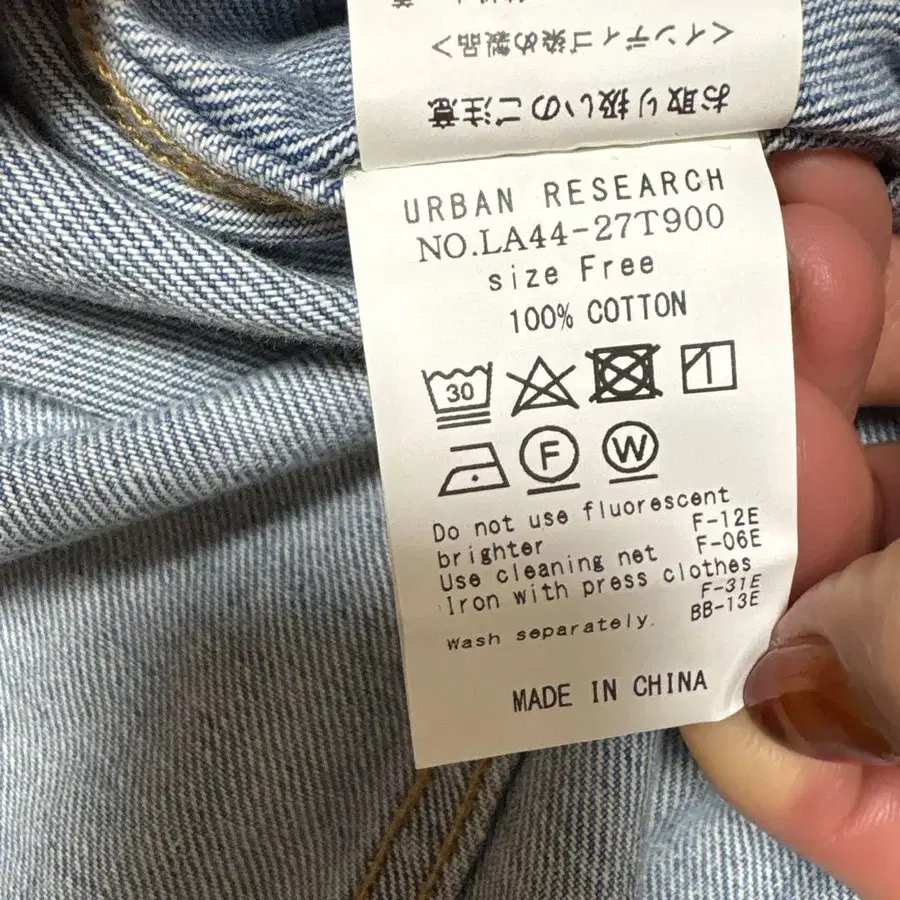 お取り扱いのご注意
<インディゴ染め製品>
URBAN RESEARCH
NO.LA44-27T900
size Free
100% COTTON
30
F W
Do not use fluorescent
brighter F-12E
Use cleaning net F-06E
Iron with press clothes
F-31E
Wash separately. BB-13E
MADE IN CHINA